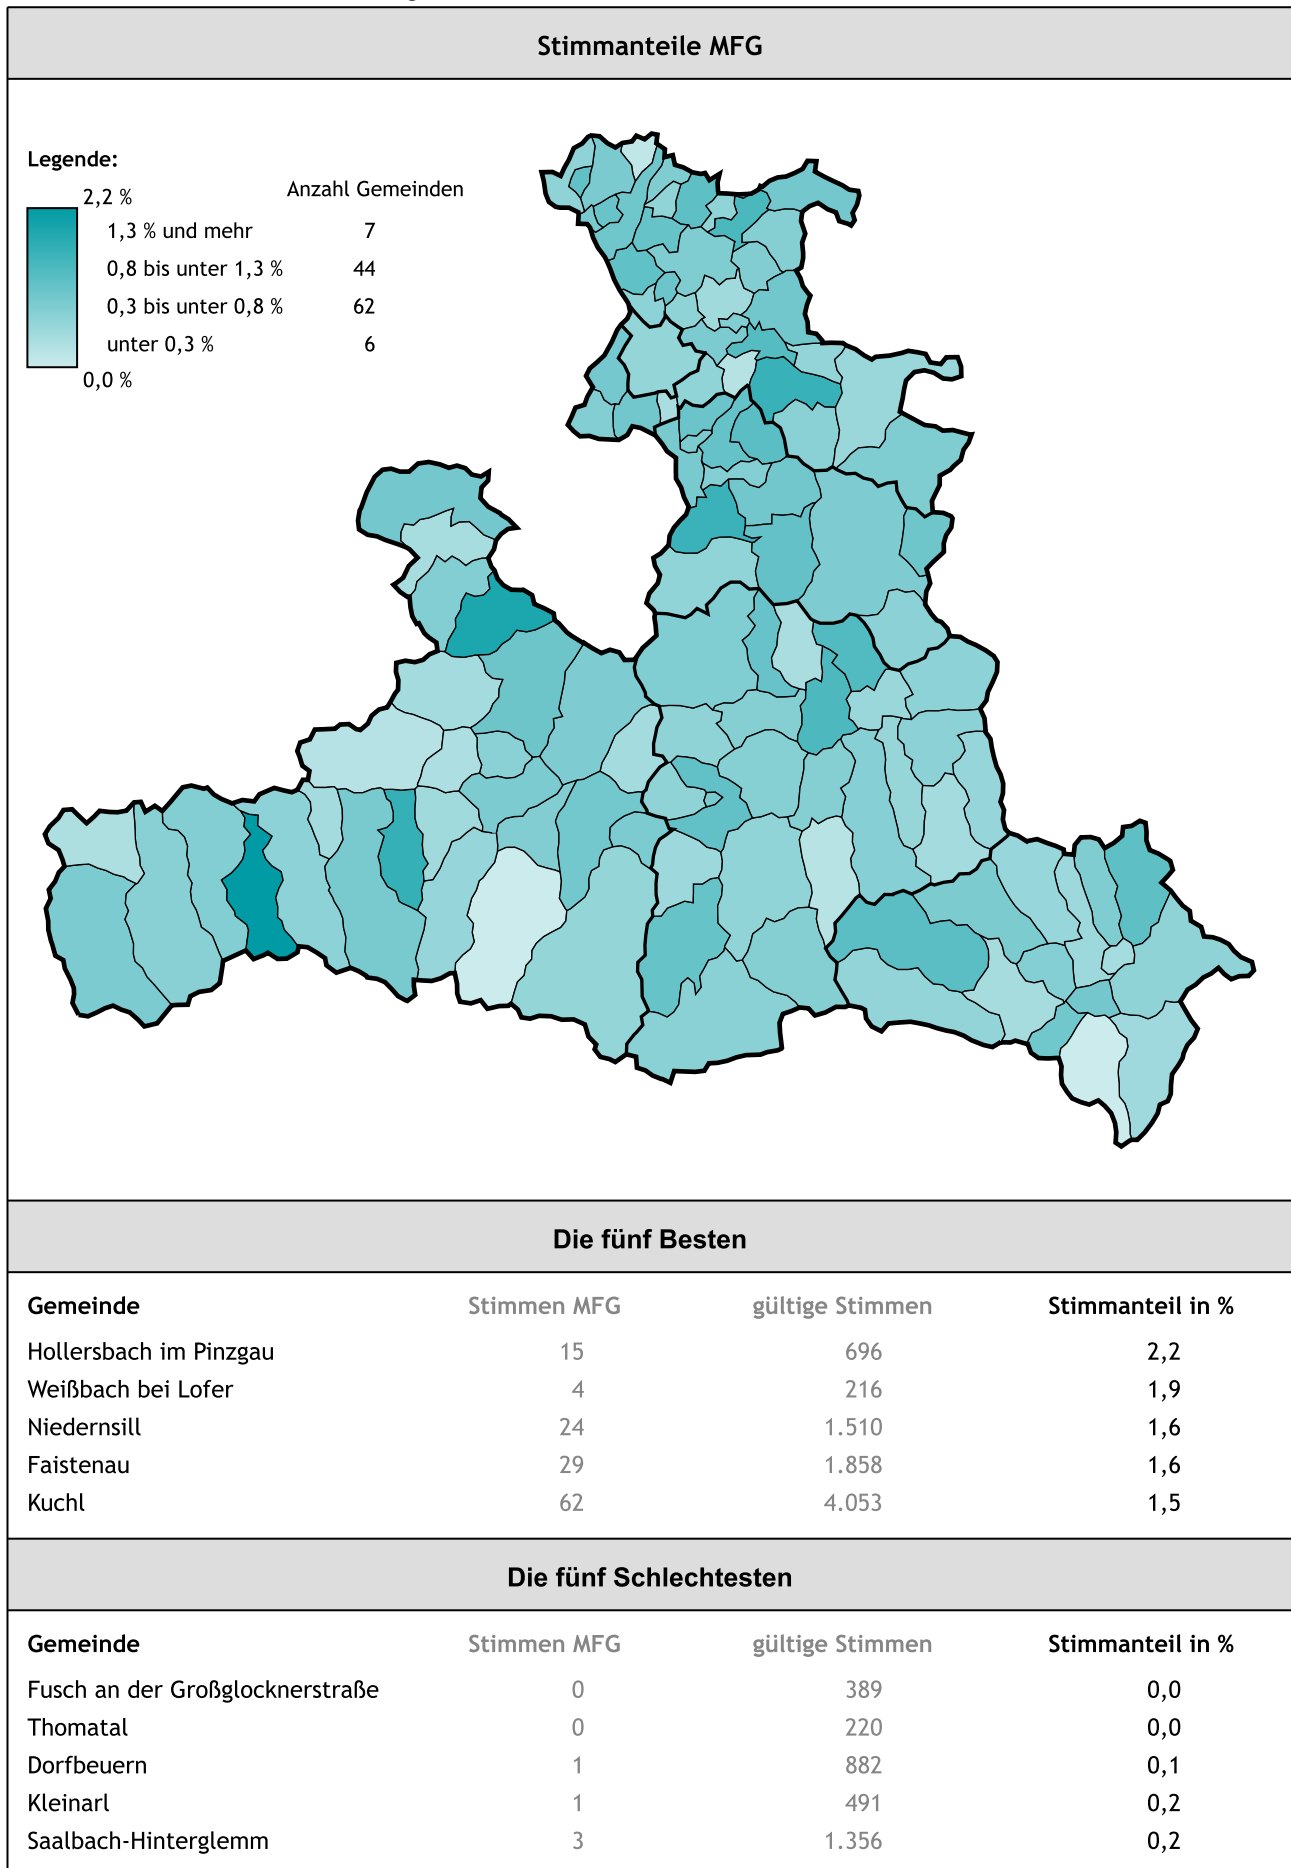 Stimmanteile MFG
Legende:
2,2 %
Anzahl Gemeinden
1,3 % und mehr 7
0,8 bis unter 1,3 % 44
0,3 bis unter 0,8 % 62
unter 0,3 % 6
0,0 %
Die fünf Besten
Gemeinde Stimmen MFG gültige Stimmen Stimmanteil in %
Hollersbach im Pinzgau 15 696 2,2
Weißbach bei Lofer 4 216 1,9
Niedernsill 24 1.510 1,6
Faistenau 29 1.858 1,6
Kuchl 62 4.053 1,5
Die fünf Schlechtesten
Gemeinde Stimmen MFG gültige Stimmen Stimmanteil in %
Fusch an der Großglocknerstraße 0 389 0,0
Thomatal 0 220 0,0
Dorfbeuern 1 882 0,1
Kleinarl 1 491 0,2
Saalbach-Hinterglemm 3 1.356 0,2